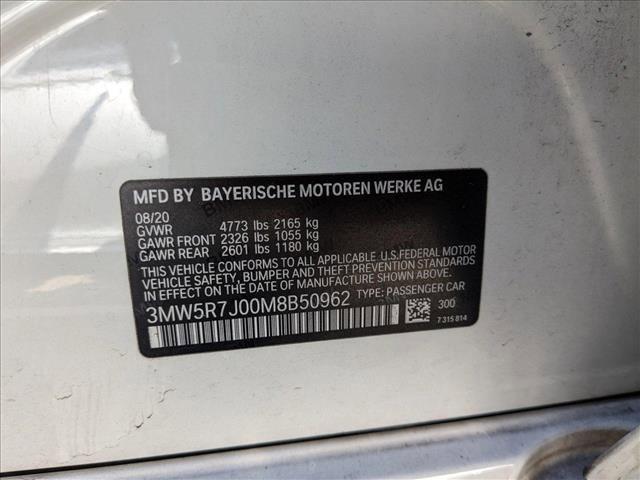 MFD BY BAYERISCHE MOTOREN WERKE AG
08/20
GVWR 4773 lbs 2165 kg
GAWR FRONT 2326 lbs 1055 kg
GAWR REAR 2601 lbs 1180 kg
THIS VEHICLE CONFORMS TO ALL APPLICABLE U.S.FEDERAL MOTOR
VEHICLE SAFETY, BUMPER, AND THEFT PREVENTION STANDARDS
IN EFFECT ON THE DATE OF MANUFACTURE SHOWN ABOVE.
3MW5R7J00M8B50962 TYPE: PASSENGER CAR
300
7 315 814